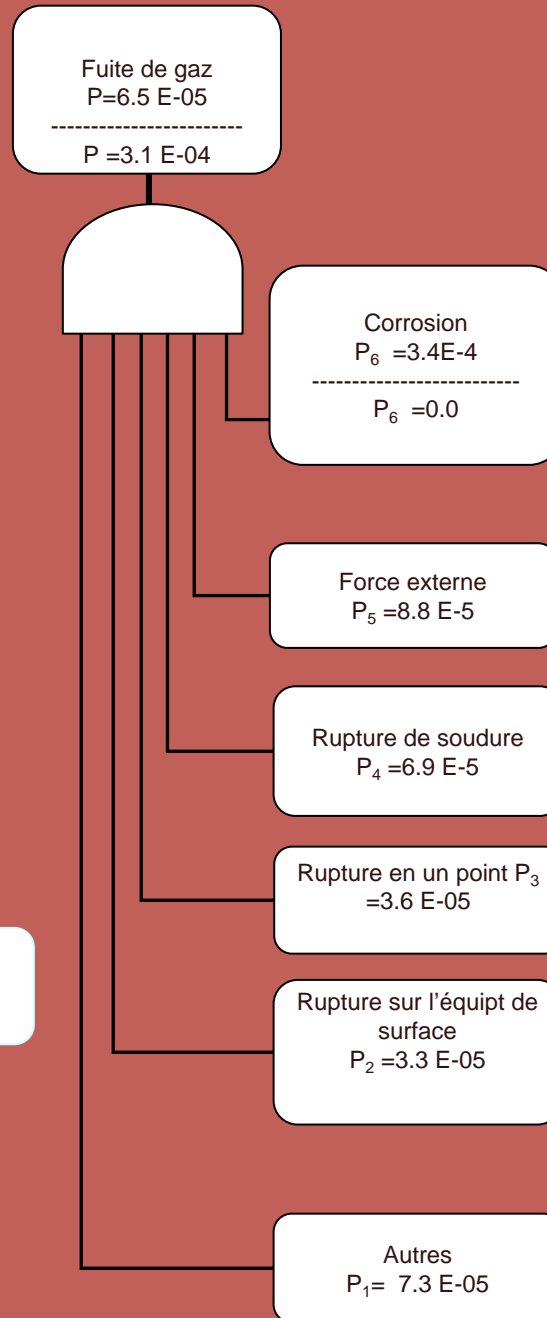 Fuite de gaz
P=6.5 E-05
------------------------
P =3.1 E-04
Corrosion
P₆ =3.4E-4
--------------------------
P₆ =0.0
Force externe
P₅ =8.8 E-5
Rupture de soudure
P₄ =6.9 E-5
Rupture en un point P₃
=3.6 E-05
Rupture sur l’équipt de
surface
P₂ =3.3 E-05
Autres
P₁= 7.3 E-05